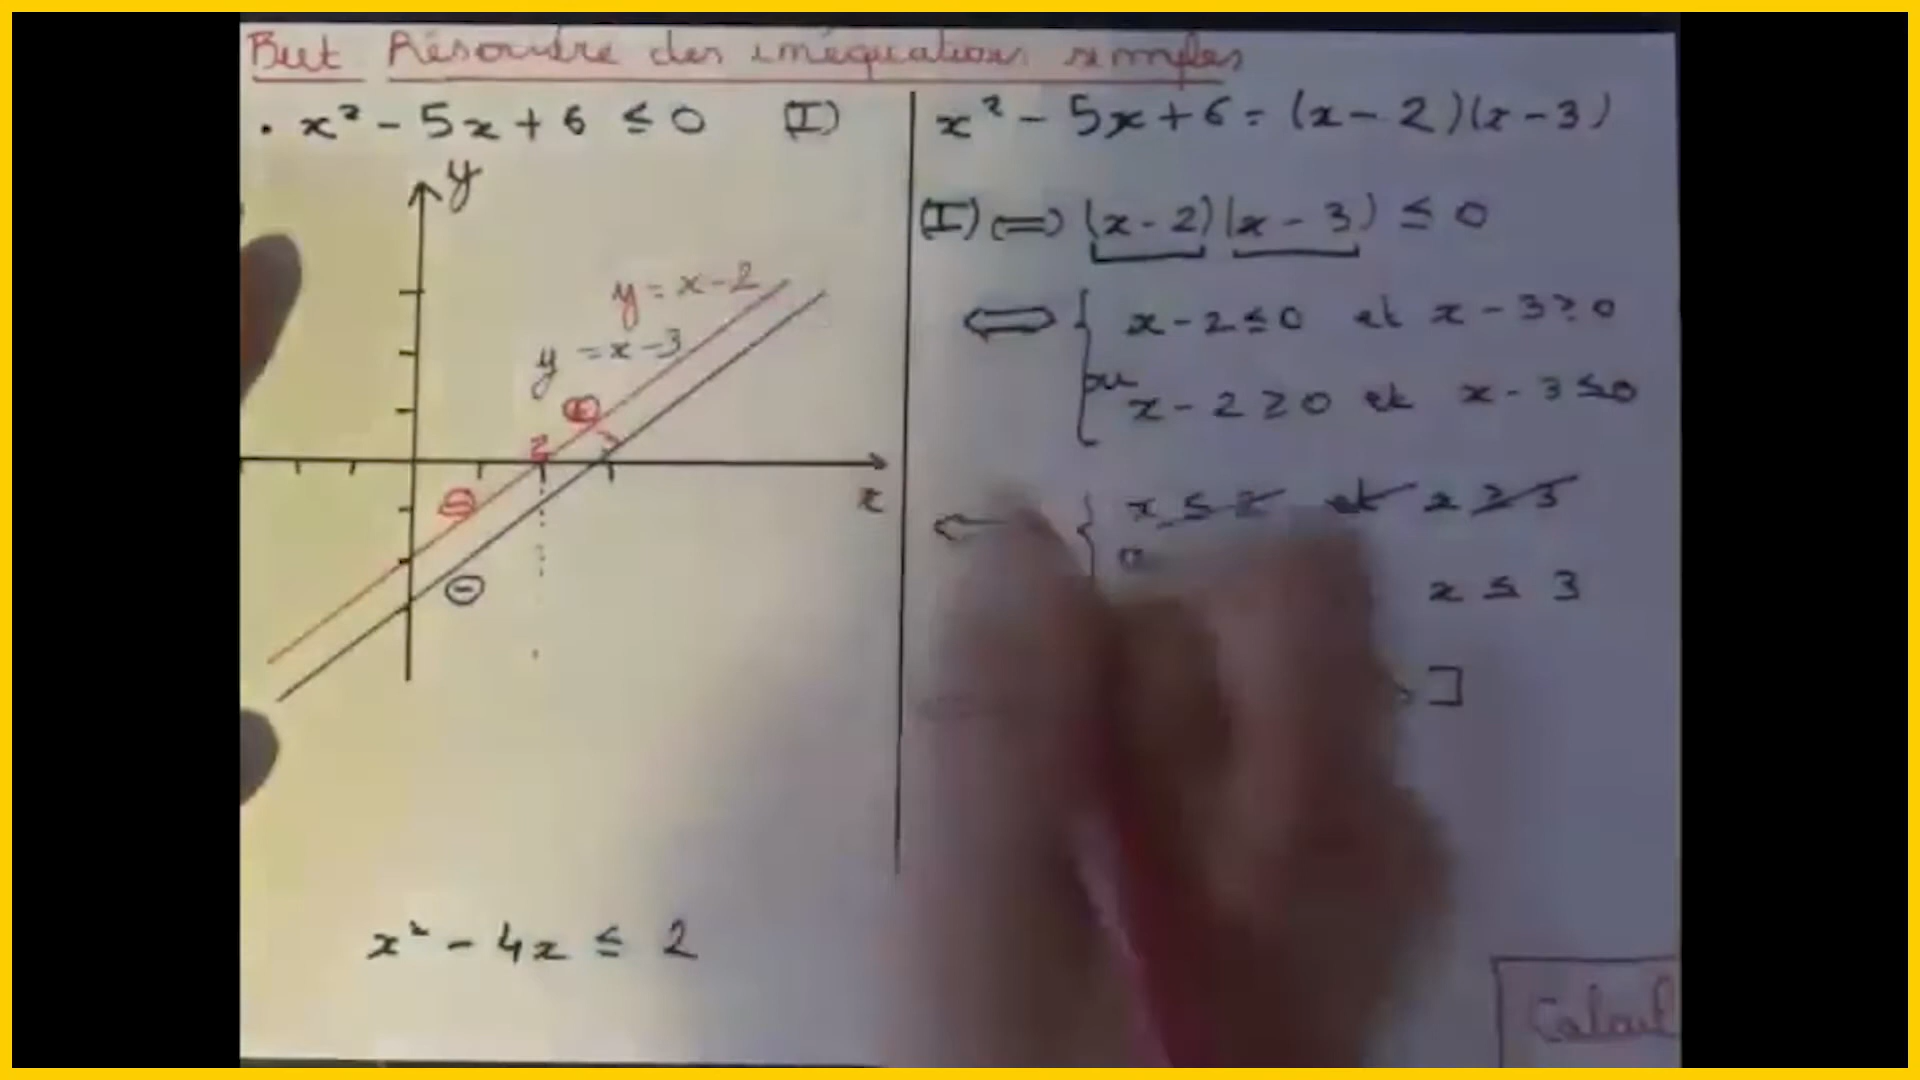 But Résoudre des inéquations simples
. x² - 5x + 6 ≤ 0 (I)
y
y = x - 2
y = x - 3
+
2
3
-
x
-
x² - 4x ≤ 2
x² - 5x + 6 = (x - 2)(x - 3)
(I) ⟺ (x - 2)(x - 3) ≤ 0
⟺ { x - 2 ≤ 0 et x - 3 ≥ 0
ou x - 2 ≥ 0 et x - 3 ≤ 0
{ x ≤ 2 et x ≥ 3
x ≤ 3
]
Calcul